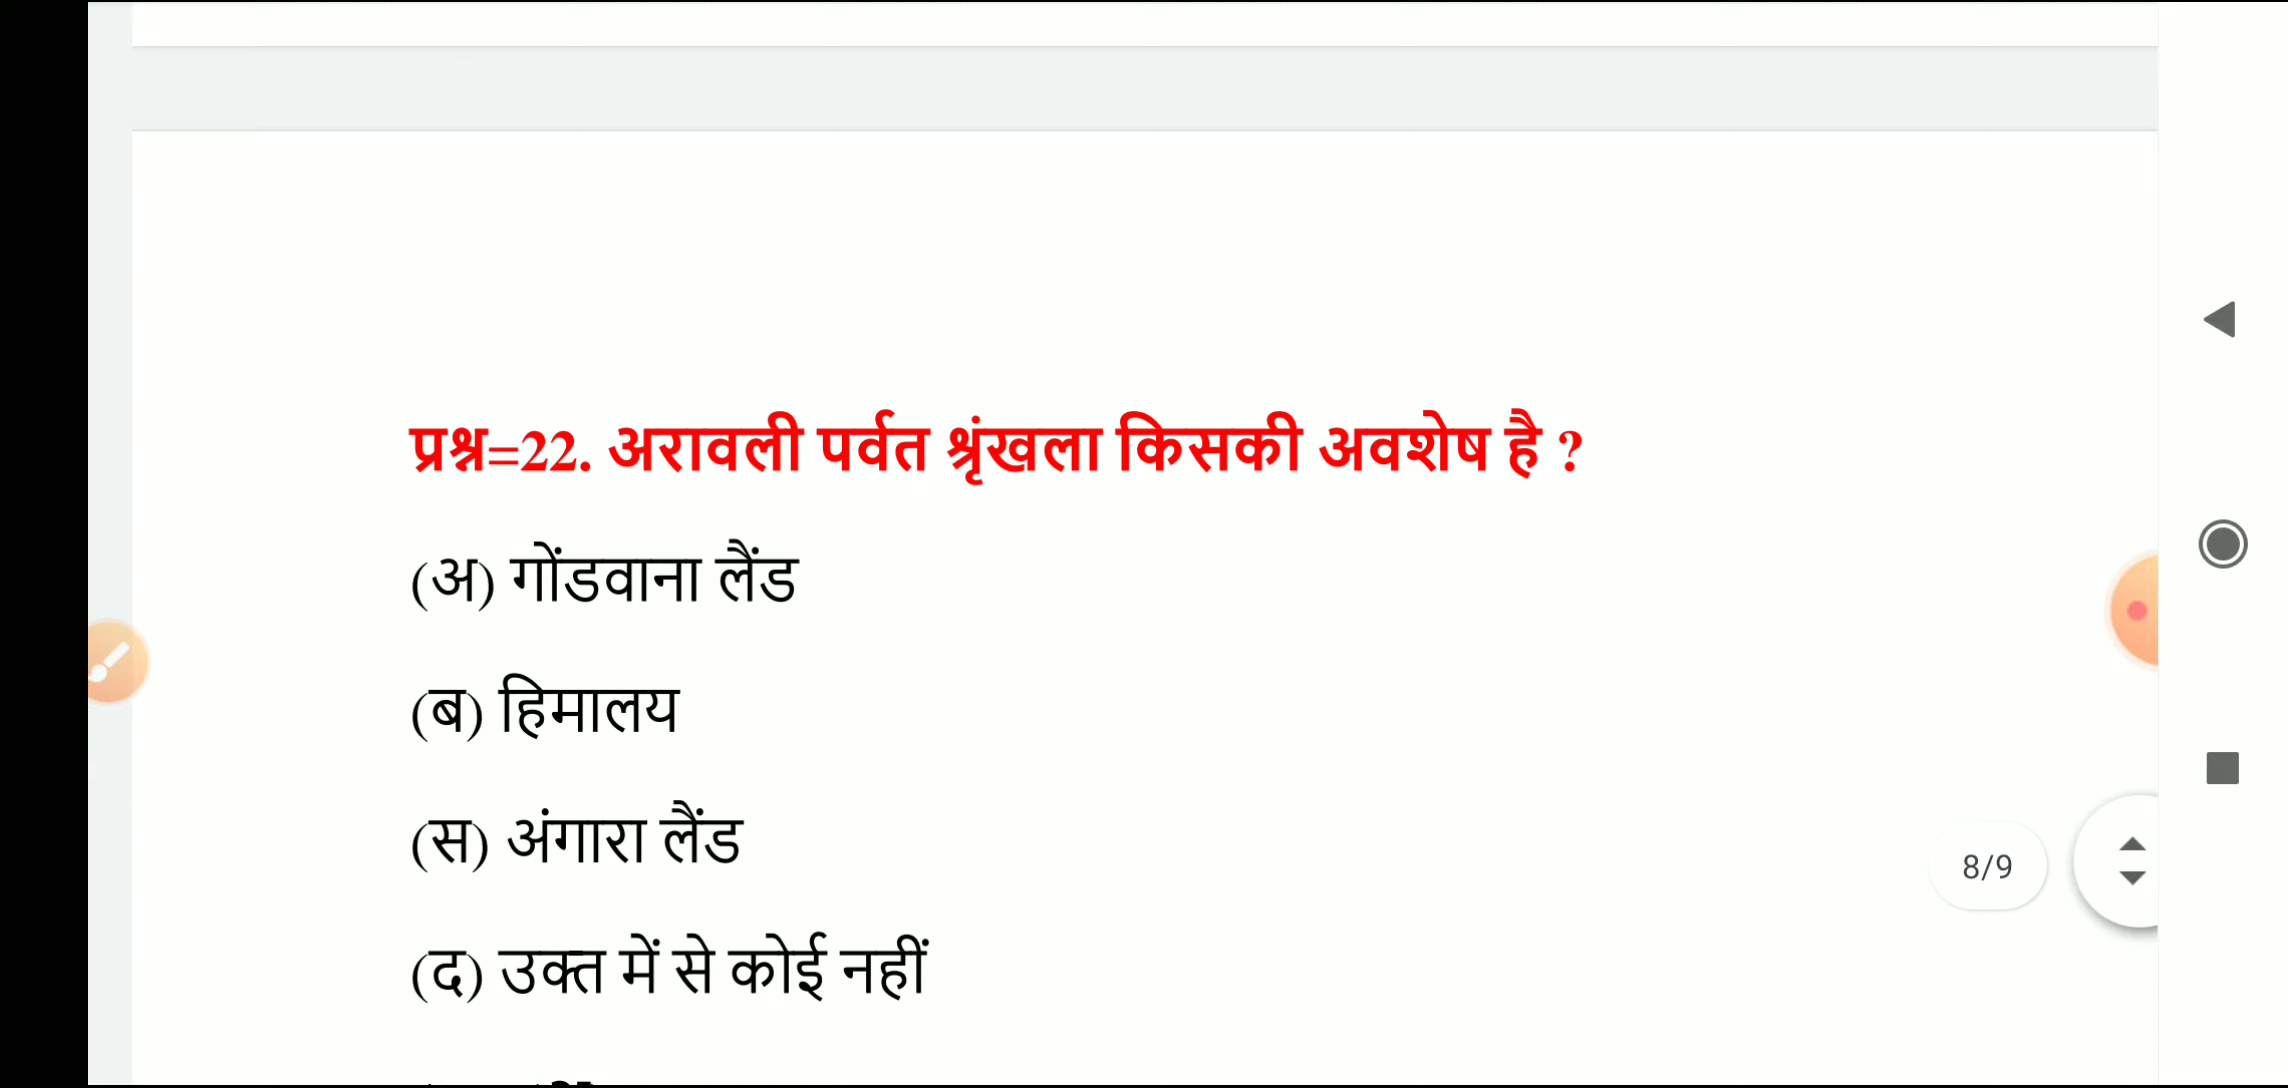 प्रश्न=22. अरावली पर्वत श्रृंखला किसकी अवशेष है ?
(अ) गोंडवाना लैंड
(ब) हिमालय
(स) अंगारा लैंड
8/9
(द) उक्त में से कोई नहीं